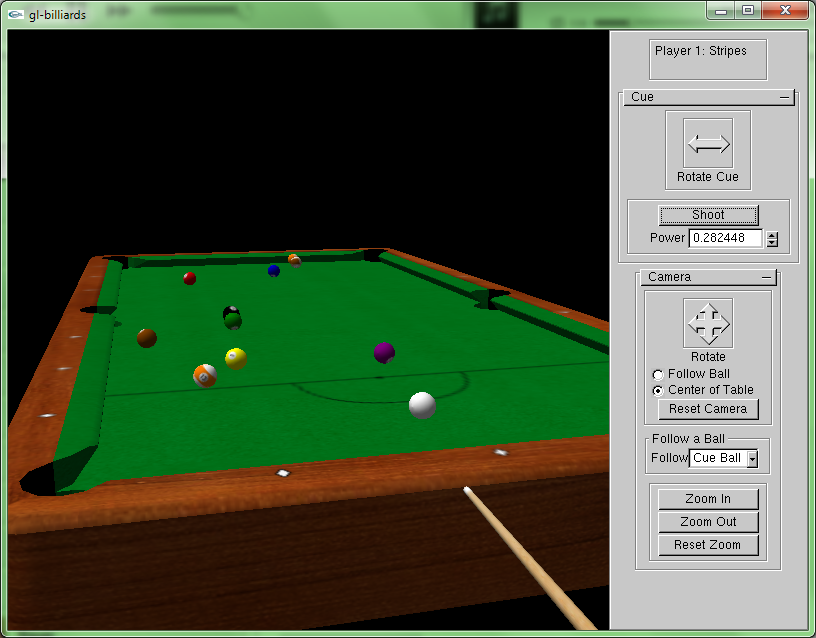 gl-billiards
Player 1: Stripes
Cue
Rotate Cue
Shoot
Power 0.282448
Camera
Rotate
Follow Ball
Center of Table
Reset Camera
Follow a Ball
Follow Cue Ball
Zoom In
Zoom Out
Reset Zoom